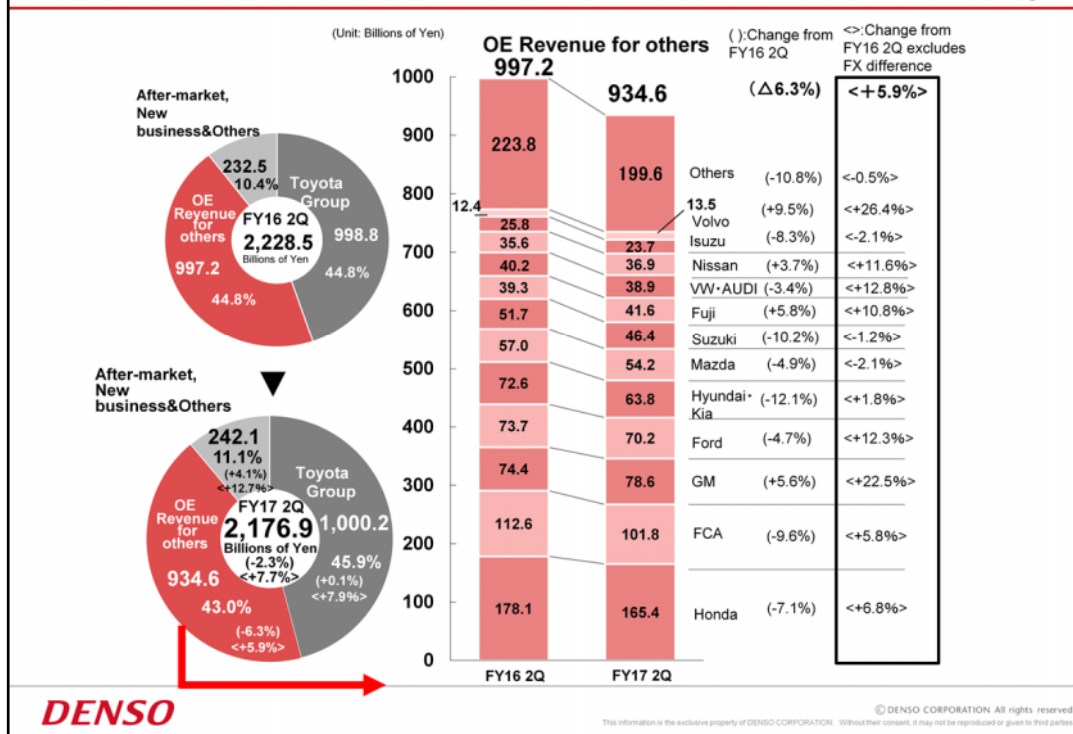 (Unit: Billions of Yen)
OE Revenue for others
( ):Change from
FY16 2Q
<>:Change from
FY16 2Q excludes
FX difference
After-market,
New
business&Others
232.5
10.4%
Toyota
Group
998.8
44.8%
OE
Revenue
for
others
997.2
44.8%
FY16 2Q
2,228.5
Billions of Yen
After-market,
New
business&Others
242.1
11.1%
(+4.1%)
<+12.7%>
Toyota
Group
1,000.2
45.9%
(+0.1%)
<+7.9%>
OE
Revenue
for
others
934.6
43.0%
(-6.3%)
<+5.9%>
FY17 2Q
2,176.9
Billions of Yen
(-2.3%)
<+7.7%>
1000
900
800
700
600
500
400
300
200
100
0
997.2
223.8
12.4
25.8
35.6
40.2
39.3
51.7
57.0
72.6
73.7
74.4
112.6
178.1
FY16 2Q
934.6
199.6
13.5
23.7
36.9
38.9
41.6
46.4
54.2
63.8
70.2
78.6
101.8
165.4
FY17 2Q
(△6.3%) <+5.9%>
Others (-10.8%) <-0.5%>
Volvo (+9.5%) <+26.4%>
Isuzu (-8.3%) <-2.1%>
Nissan (+3.7%) <+11.6%>
VW・AUDI (-3.4%) <+12.8%>
Fuji (+5.8%) <+10.8%>
Suzuki (-10.2%) <-1.2%>
Mazda (-4.9%) <-2.1%>
Hyundai・
Kia (-12.1%) <+1.8%>
Ford (-4.7%) <+12.3%>
GM (+5.6%) <+22.5%>
FCA (-9.6%) <+5.8%>
Honda (-7.1%) <+6.8%>
DENSO
© DENSO CORPORATION All rights reserved
This information is the exclusive property of DENSO CORPORATION. Without their consent, it may not be reproduced or given to third parties